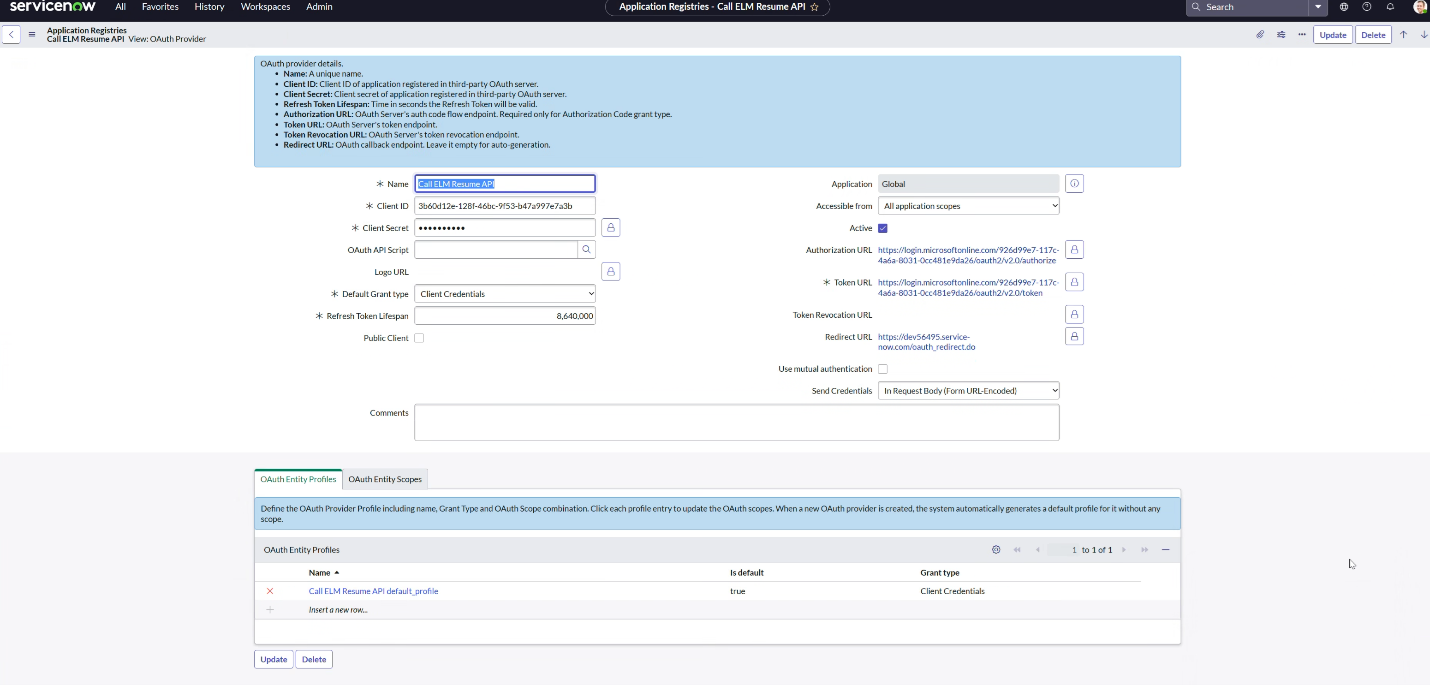 servicenow All Favorites History Workspaces Admin Application Registries - Call ELM Resume API Search
Application Registries
Call ELM Resume API View: OAuth Provider Update Delete
OAuth provider details.
• Name: A unique name.
• Client ID: Client ID of application registered in third-party OAuth server.
• Client Secret: Client secret of application registered in third-party OAuth server.
• Refresh Token Lifespan: Time in seconds the Refresh Token will be valid.
• Authorization URL: OAuth Server's auth code flow endpoint. Required only for Authorization Code grant type.
• Token URL: OAuth Server's token endpoint.
• Token Revocation URL: OAuth Server's token revocation endpoint.
• Redirect URL: OAuth callback endpoint. Leave it empty for auto-generation.
Name Call ELM Resume API
Client ID 3b60d12e-128f-46bc-9f53-b47a997e7a3b
Client Secret ••••••••••
OAuth API Script
Logo URL
Default Grant type Client Credentials
Refresh Token Lifespan 8,640,000
Public Client
Application Global
Accessible from All application scopes
Active
Authorization URL https://login.microsoftonline.com/926d99e7-117c-
4a6a-8031-0cc481e9da26/oauth2/v2.0/authorize
Token URL https://login.microsoftonline.com/926d99e7-117c-
4a6a-8031-0cc481e9da26/oauth2/v2.0/token
Token Revocation URL
Redirect URL https://dev56495.service-
now.com/oauth_redirect.do
Use mutual authentication
Send Credentials In Request Body (Form URL-Encoded)
Comments
OAuth Entity Profiles OAuth Entity Scopes
Define the OAuth Provider Profile including name, Grant Type and OAuth Scope combination. Click each profile entry to update the OAuth scopes. When a new OAuth provider is created, the system automatically generates a default profile for it without any
scope.
OAuth Entity Profiles 1 to 1 of 1
Name Is default Grant type
Call ELM Resume API default_profile true Client Credentials
Insert a new row...
Update Delete